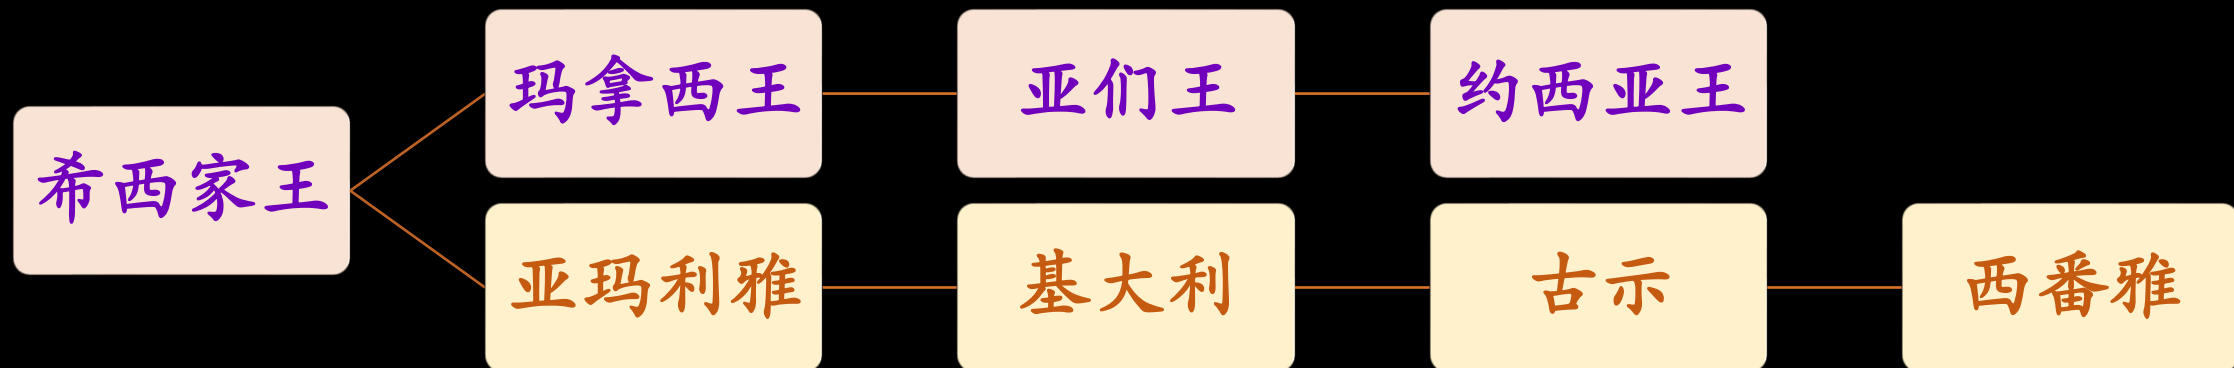 希西家王
玛拿西王
亚们王
约西亚王
亚玛利雅
基大利
古示
西番雅